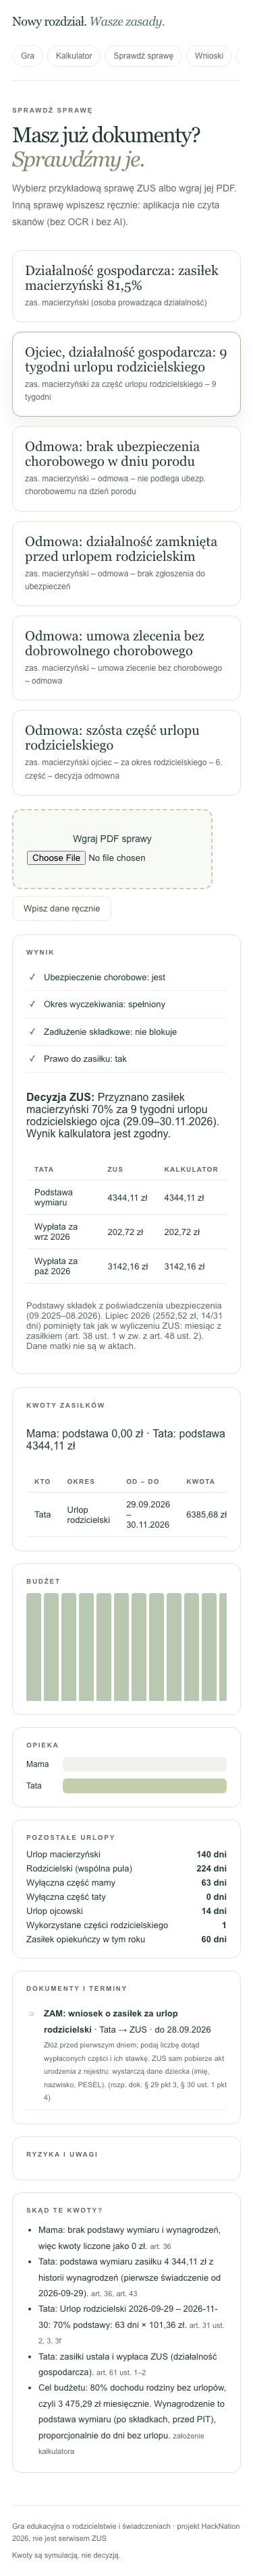 Nowy rozdział. Wasze zasady.
Gra
Kalkulator
Sprawdź sprawę
Wnioski
SPRAWDŹ SPRAWĘ
Masz już dokumenty?
Sprawdźmy je.
Wybierz przykładową sprawę ZUS albo wgraj jej PDF.
Inną sprawę wpiszesz ręcznie: aplikacja nie czyta
skanów (bez OCR i bez AI).
Działalność gospodarcza: zasiłek
macierzyński 81,5%
zas. macierzyński (osoba prowadząca działalność)
Ojciec, działalność gospodarcza: 9
tygodni urlopu rodzicielskiego
zas. macierzyński za część urlopu rodzicielskiego – 9
tygodni
Odmowa: brak ubezpieczenia
chorobowego w dniu porodu
zas. macierzyński – odmowa – nie podlega ubezp.
chorobowemu na dzień porodu
Odmowa: działalność zamknięta
przed urlopem rodzicielskim
zas. macierzyński – odmowa – brak zgłoszenia do
ubezpieczeń
Odmowa: umowa zlecenia bez
dobrowolnego chorobowego
zas. macierzyński – umowa zlecenie bez chorobowego
– odmowa
Odmowa: szósta część urlopu
rodzicielskiego
zas. macierzyński ojciec – za okres rodzicielskiego – 6.
część – decyzja odmowna
Wgraj PDF sprawy
Choose File No file chosen
Wpisz dane ręcznie
WYNIK
✓ Ubezpieczenie chorobowe: jest
✓ Okres wyczekiwania: spełniony
✓ Zadłużenie składkowe: nie blokuje
✓ Prawo do zasiłku: tak
Decyzja ZUS: Przyznano zasiłek
macierzyński 70% za 9 tygodni urlopu
rodzicielskiego ojca (29.09–30.11.2026).
Wynik kalkulatora jest zgodny.
TATA ZUS KALKULATOR
Podstawa
wymiaru 4344,11 zł 4344,11 zł
Wypłata za
wrz 2026 202,72 zł 202,72 zł
Wypłata za
paź 2026 3142,16 zł 3142,16 zł
Podstawy składek z poświadczenia ubezpieczenia
(09.2025–08.2026). Lipiec 2026 (2552,52 zł, 14/31
dni) pominięty tak jak w wyliczeniu ZUS: miesiąc z
zasiłkiem (art. 38 ust. 1 w zw. z art. 48 ust. 2).
Dane matki nie są w aktach.
KWOTY ZASIŁKÓW
Mama: podstawa 0,00 zł · Tata: podstawa
4344,11 zł
KTO OKRES OD – DO KWOTA
Tata Urlop
rodzicielski 29.09.2026
–
30.11.2026 6385,68 zł
BUDŻET
OPIEKA
Mama
Tata
POZOSTAŁE URLOPY
Urlop macierzyński 140 dni
Rodzicielski (wspólna pula) 224 dni
Wyłączna część mamy 63 dni
Wyłączna część taty 0 dni
Urlop ojcowski 14 dni
Wykorzystane części rodzicielskiego 1
Zasiłek opiekuńczy w tym roku 60 dni
DOKUMENTY I TERMINY
○ ZAM: wniosek o zasiłek za urlop
rodzicielski · Tata → ZUS · do 28.09.2026
Złóż przed pierwszym dniem; podaj liczbę dotąd
wypłaconych części i ich stawkę. ZUS sam pobierze akt
urodzenia z rejestru: wystarczą dane dziecka (imię,
nazwisko, PESEL). (rozp. dok. § 29 pkt 3, § 30 ust. 1 pkt
4)
RYZYKA I UWAGI
SKĄD TE KWOTY?
• Mama: brak podstawy wymiaru i wynagrodzeń,
więc kwoty liczone jako 0 zł. art. 36
• Tata: podstawa wymiaru zasiłku 4 344,11 zł z
historii wynagrodzeń (pierwsze świadczenie od
2026-09-29). art. 36, art. 43
• Tata: Urlop rodzicielski 2026-09-29 – 2026-11-
30: 70% podstawy: 63 dni × 101,36 zł. art. 31 ust.
2, 3, 3f
• Tata: zasiłki ustala i wypłaca ZUS (działalność
gospodarcza). art. 61 ust. 1–2
• Cel budżetu: 80% dochodu rodziny bez urlopów,
czyli 3 475,29 zł miesięcznie. Wynagrodzenie to
podstawa wymiaru (po składkach, przed PIT),
proporcjonalnie do dni bez urlopu. założenie
kalkulatora
Gra edukacyjna o rodzicielstwie i świadczeniach · projekt HackNation
2026, nie jest serwisem ZUS
Kwoty są symulacją, nie decyzją.